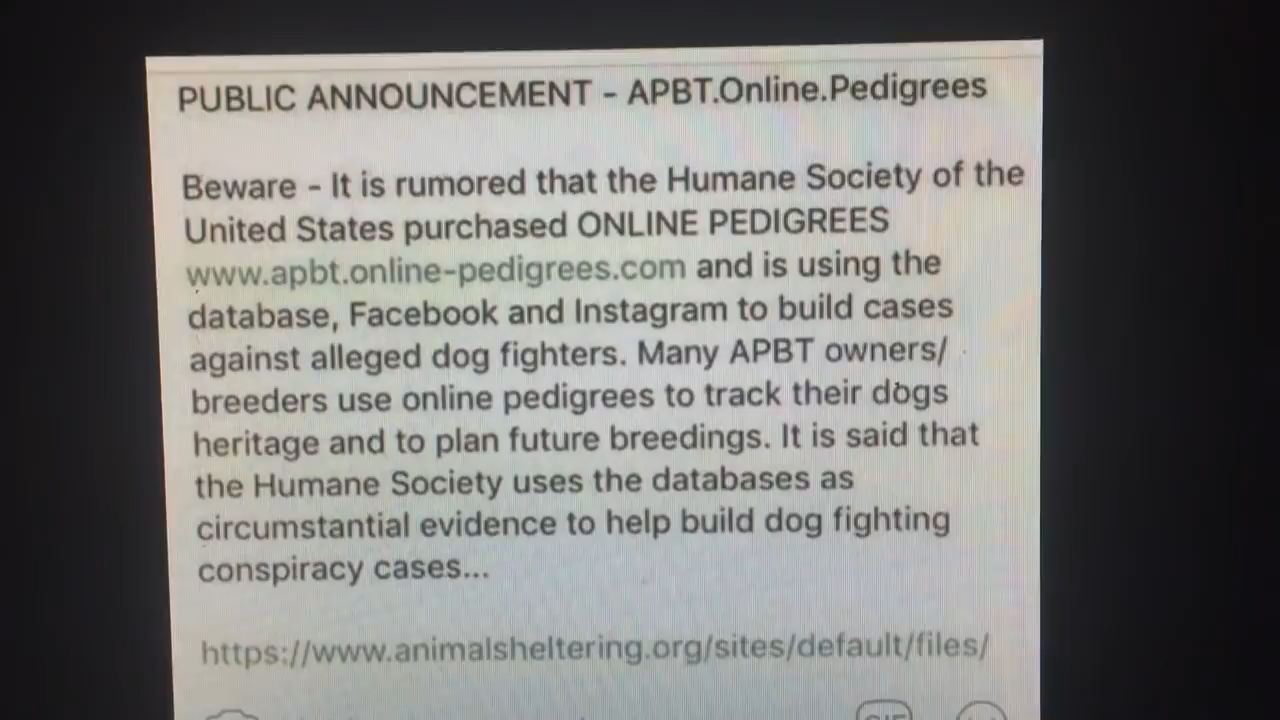 PUBLIC ANNOUNCEMENT - APBT.Online.Pedigrees
Beware - It is rumored that the Humane Society of the
United States purchased ONLINE PEDIGREES
www.apbt.online-pedigrees.com and is using the
database, Facebook and Instagram to build cases
against alleged dog fighters. Many APBT owners/
breeders use online pedigrees to track their dogs
heritage and to plan future breedings. It is said that
the Humane Society uses the databases as
circumstantial evidence to help build dog fighting
conspiracy cases...
https://www.animalsheltering.org/sites/default/files/